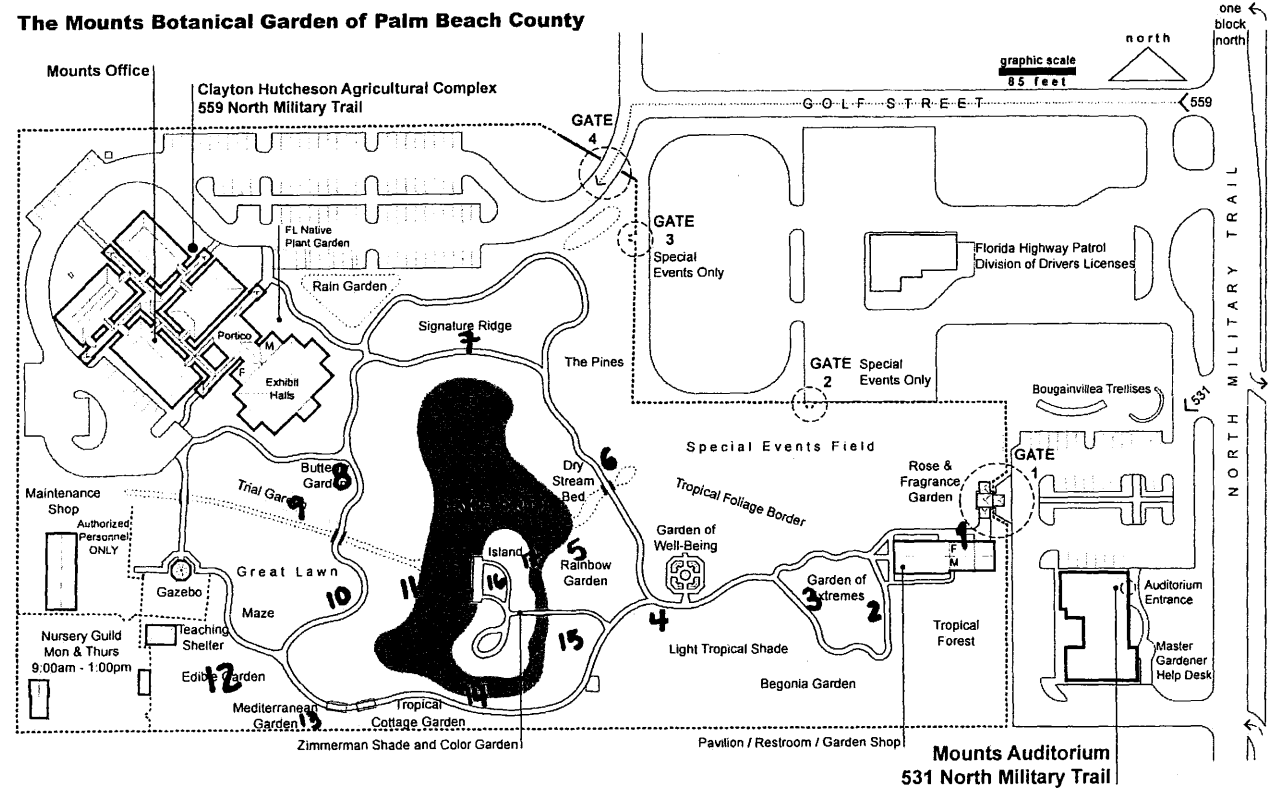 The Mounts Botanical Garden of Palm Beach County
one
block
north
north
graphic scale
85 feet
Mounts Office
Clayton Hutcheson Agricultural Complex
559 North Military Trail
GOLF STREET
559
GATE
4
GATE
3
Special
Events Only
FL Native
Plant Garden
Rain Garden
Florida Highway Patrol
Division of Drivers Licenses
NORTH MILITARY TRAIL
Signature Ridge
7
Portico
M
F
Exhibit
Halls
The Pines
GATE
2
Special
Events Only
Bougainvillea Trellises
531
Special Events Field
GATE
1
Rose &
Fragrance
Garden
Dry
Stream
Bed
6
Garden
8
Trial
9
Tropical Foliage Border
Maintenance
Shop
Authorized
Personnel
ONLY
Garden of
Well-Being
1
F
M
Island
5
Rainbow
Garden
Great Lawn
Gazebo
10
11
16
17
Garden of
3
2
Auditorium
Entrance
Maze
4
Nursery Guild
Mon & Thurs
9:00am - 1:00pm
Teaching
Shelter
15
Light Tropical Shade
Tropical
Forest
Master
Gardener
Help Desk
Edible Garden
12
Begonia Garden
Mediterranean
Garden
13
14
Tropical
Cottage Garden
Zimmerman Shade and Color Garden
Pavilion / Restroom / Garden Shop
Mounts Auditorium
531 North Military Trail